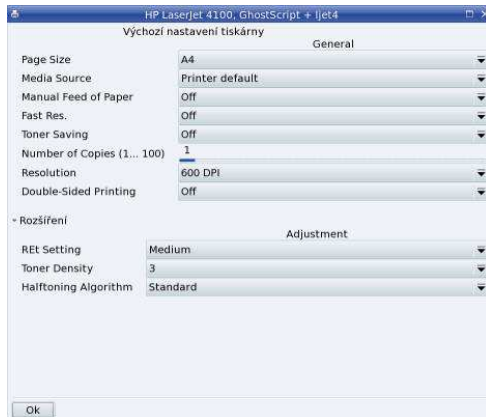 HP LaserJet 4100, GhostScript + ljet4
Výchozí nastavení tiskárny
General
Page Size A4
Media Source Printer default
Manual Feed of Paper Off
Fast Res. Off
Toner Saving Off
Number of Copies (1... 100) 1
Resolution 600 DPI
Double-Sided Printing Off
Rozšíření
Adjustment
REt Setting Medium
Toner Density 3
Halftoning Algorithm Standard
Ok